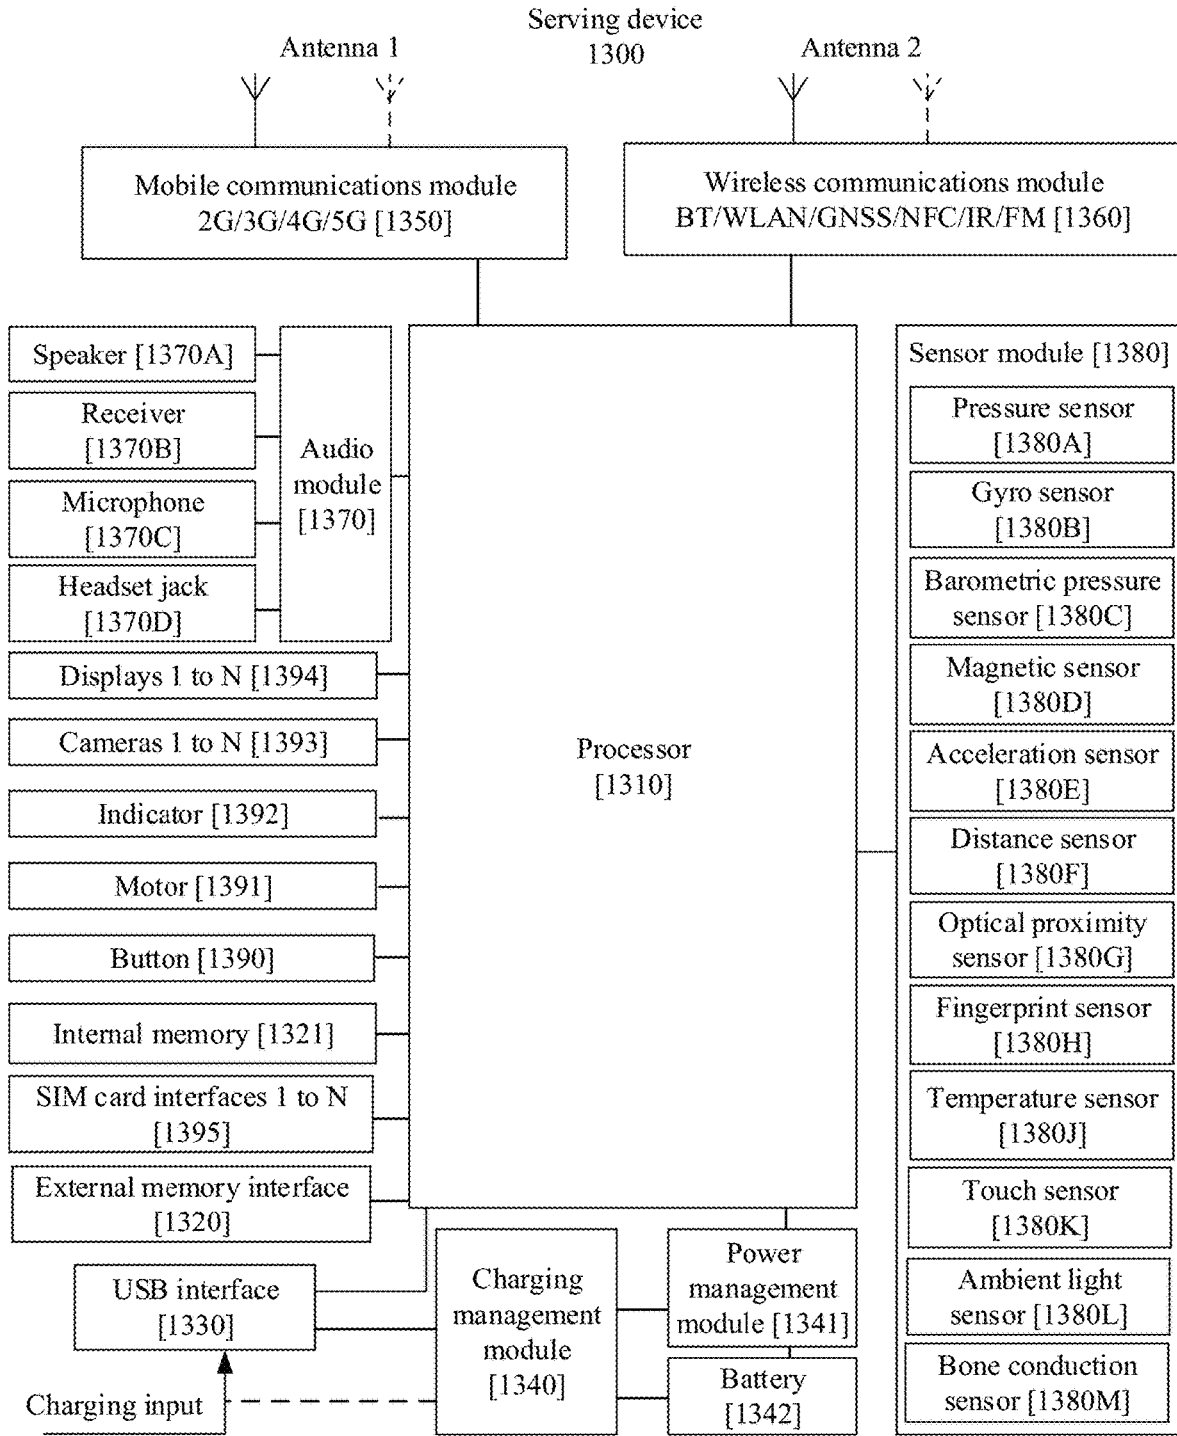 Serving device
1300
Antenna 1
Antenna 2
Mobile communications module
2G/3G/4G/5G [1350]
Wireless communications module
BT/WLAN/GNSS/NFC/IR/FM [1360]
Speaker [1370A]
Receiver
[1370B]
Microphone
[1370C]
Headset jack
[1370D]
Audio
module
[1370]
Displays 1 to N [1394]
Cameras 1 to N [1393]
Indicator [1392]
Motor [1391]
Button [1390]
Internal memory [1321]
SIM card interfaces 1 to N
[1395]
External memory interface
[1320]
USB interface
[1330]
Charging input
Processor
[1310]
Charging
management
module
[1340]
Power
management
module [1341]
Battery
[1342]
Sensor module [1380]
Pressure sensor
[1380A]
Gyro sensor
[1380B]
Barometric pressure
sensor [1380C]
Magnetic sensor
[1380D]
Acceleration sensor
[1380E]
Distance sensor
[1380F]
Optical proximity
sensor [1380G]
Fingerprint sensor
[1380H]
Temperature sensor
[1380J]
Touch sensor
[1380K]
Ambient light
sensor [1380L]
Bone conduction
sensor [1380M]